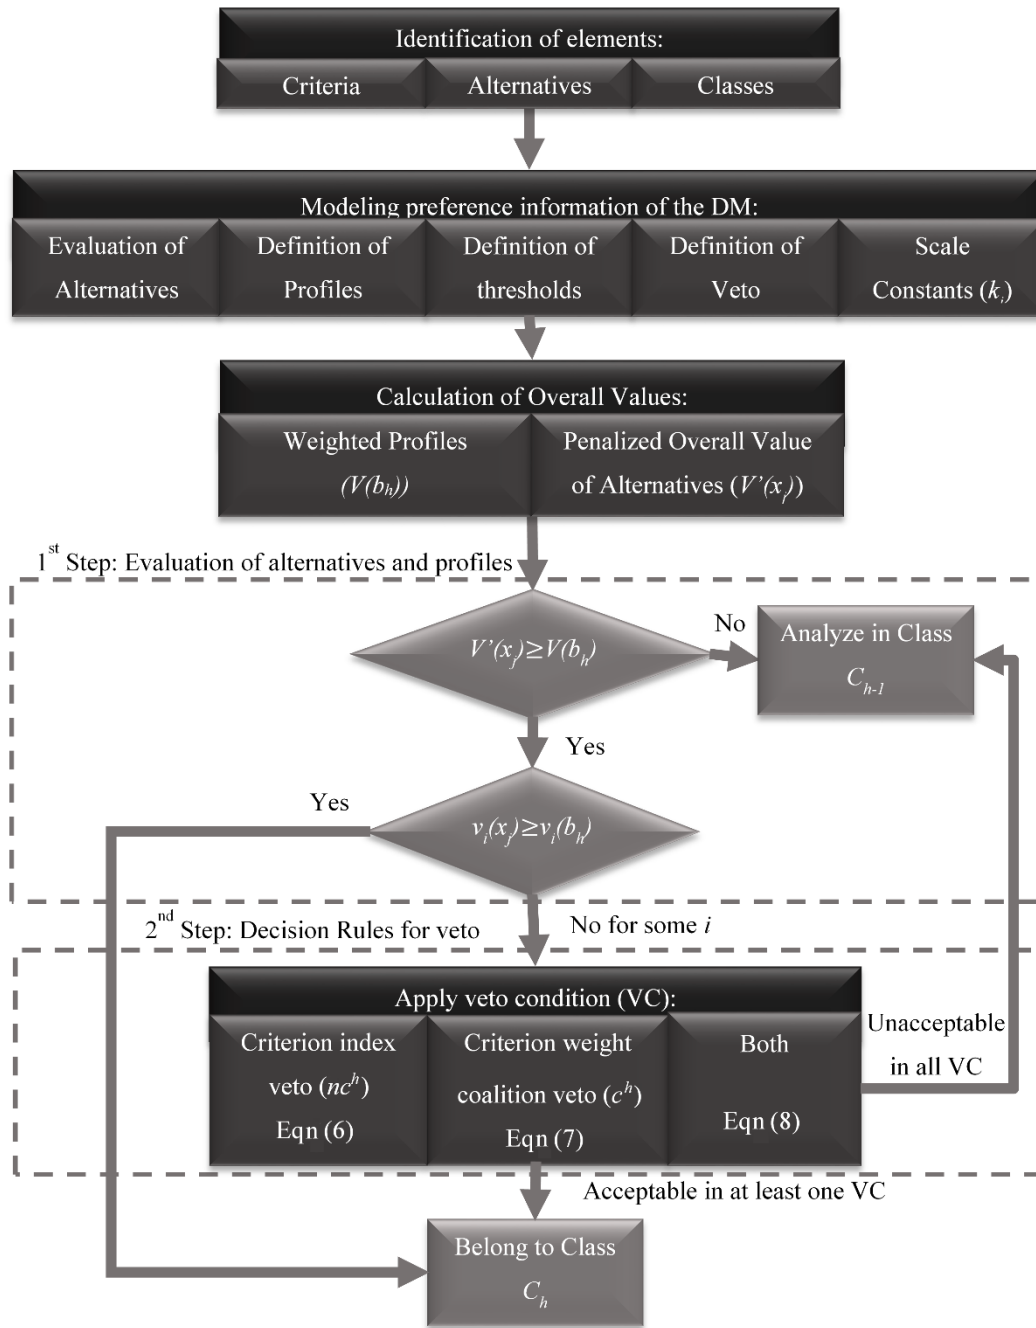 Identification of elements:
Criteria
Alternatives
Classes
Modeling preference information of the DM:
Evaluation of
Alternatives
Definition of
Profiles
Definition of
thresholds
Definition of
Veto
Scale
Constants (kᵢ)
Calculation of Overall Values:
Weighted Profiles
(V(bₕ))
Penalized Overall Value
of Alternatives (V’(xⱼ))
1st Step: Evaluation of alternatives and profiles
V’(xⱼ)≥V(bₕ)
No
Analyze in Class
Cₕ₋₁
Yes
Yes
vᵢ(xⱼ)≥vᵢ(bₕ)
2nd Step: Decision Rules for veto
No for some i
Apply veto condition (VC):
Criterion index
veto (ncʰ)
Eqn (6)
Criterion weight
coalition veto (cʰ)
Eqn (7)
Both
Eqn (8)
Unacceptable
in all VC
Acceptable in at least one VC
Belong to Class
Cₕ